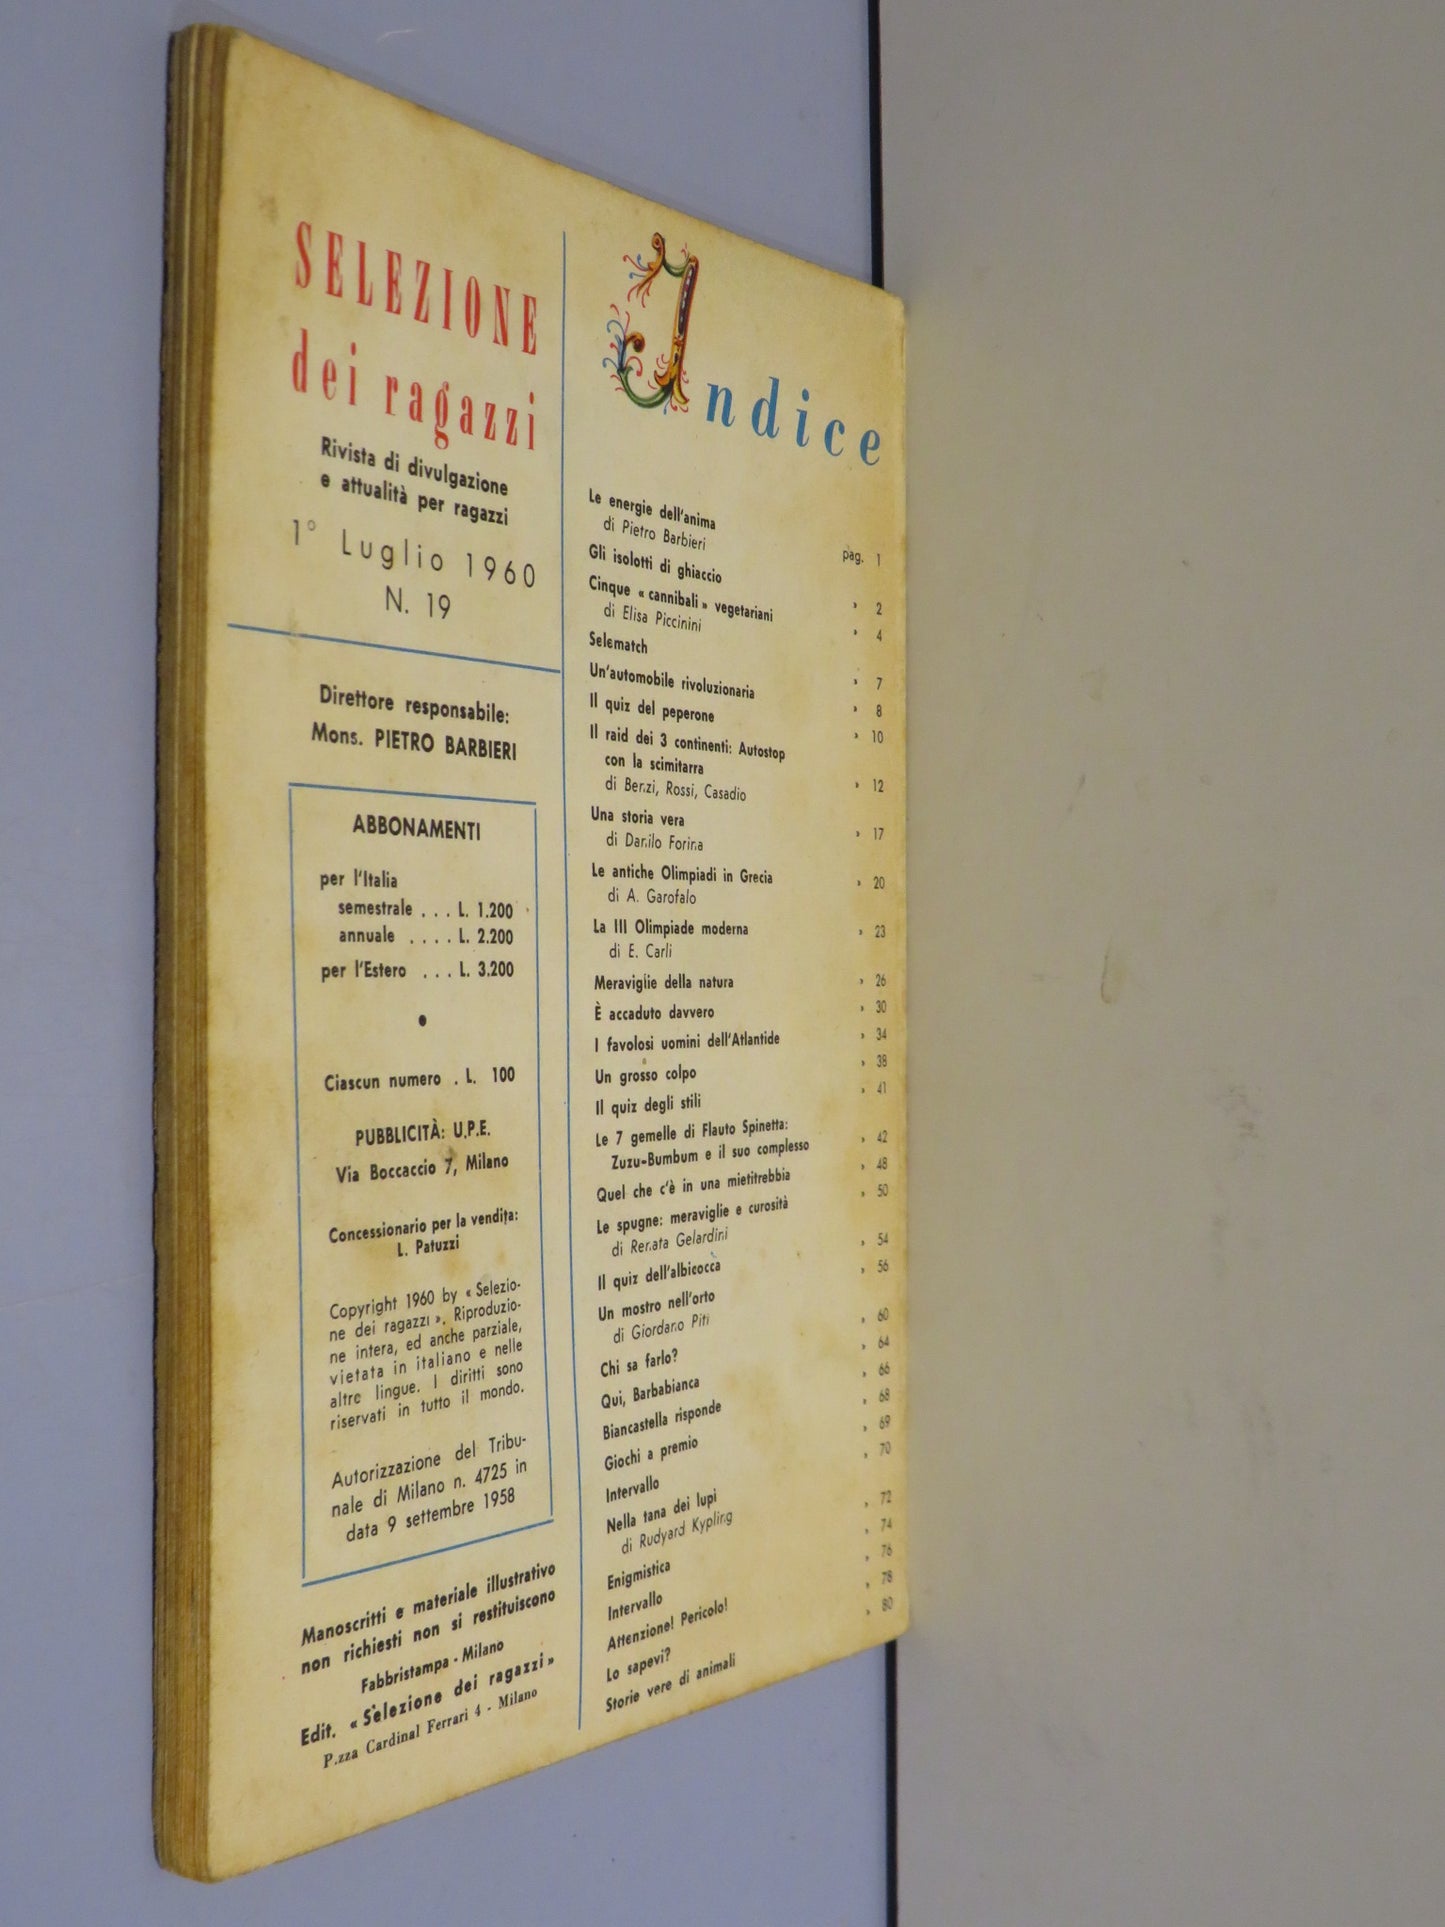 SELEZIONE
dei ragazzi
Rivista di divulgazione
e attualità per ragazzi
1° Luglio 1960
N. 19
Direttore responsabile:
Mons. PIETRO BARBIERI
ABBONAMENTI
per l'Italia
semestrale . . . L. 1.200
annuale . . . . L. 2.200
per l'Estero . . . L. 3.200
•
Ciascun numero . L. 100
PUBBLICITÀ: U.P.E.
Via Boccaccio 7, Milano
Concessionario per la vendita:
L. Patuzzi
Copyright 1960 by « Selezio-
ne dei ragazzi ». Riproduzio-
ne intera, ed anche parziale,
vietata in italiano e nelle
altre lingue. I diritti sono
riservati in tutto il mondo.
Autorizzazione del Tribu-
nale di Milano n. 4725 in
data 9 settembre 1958
Manoscritti e materiale illustrativo
non richiesti non si restituiscono
Fabbristampa - Milano
Edit. « Selezione dei ragazzi »
P.zza Cardinal Ferrari 4 - Milano
Indice
Le energie dell'anima
di Pietro Barbieri pag. 1
Gli isolotti di ghiaccio » 2
Cinque « cannibali » vegetariani » 4
di Elisa Piccinini
Selematch » 7
Un'automobile rivoluzionaria » 8
Il quiz del peperone » 10
Il raid dei 3 continenti: Autostop
con la scimitarra
di Benzi, Rossi, Casadio » 12
Una storia vera
di Danilo Forina » 17
Le antiche Olimpiadi in Grecia » 20
di A. Garofalo
La III Olimpiade moderna » 23
di E. Carli
Meraviglie della natura » 26
È accaduto davvero » 30
I favolosi uomini dell'Atlantide » 34
Un grosso colpo » 38
Il quiz degli stili » 41
Le 7 gemelle di Flauto Spinetta:
Zuzu-Bumbum e il suo complesso » 42
Quel che c'è in una mietitrebbia » 48
Le spugne: meraviglie e curosità » 50
di Renata Gelardini
Il quiz dell'albicocca » 54
Un mostro nell'orto » 56
di Giordano Piti
Chi sa farlo? » 60
Qui, Barbabianca » 64
Biancastella risponde » 66
Giochi a premio » 68
Intervallo » 69
Nella tana dei lupi » 70
di Rudyard Kypling
Enigmistica » 72
Intervallo » 74
Attenzione! Pericolo! » 76
Lo sapevi? » 78
Storie vere di animali » 80